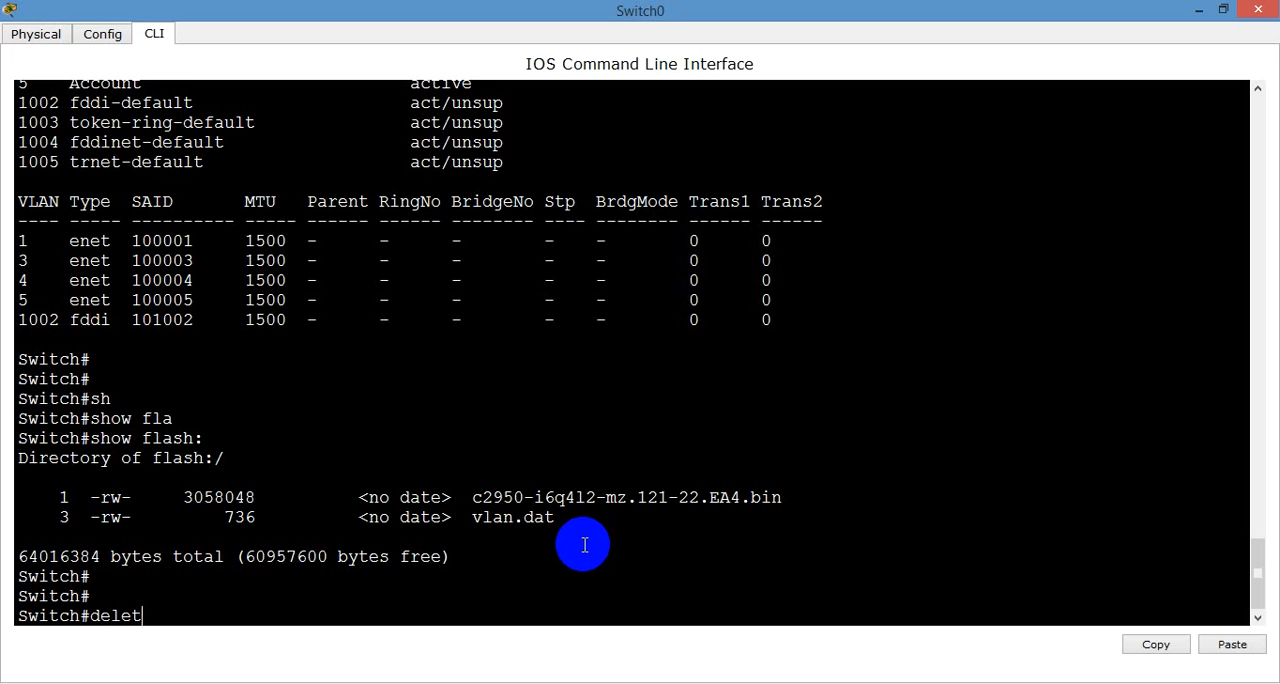 Switch0
Physical Config CLI
IOS Command Line Interface
5 Account active
1002 fddi-default act/unsup
1003 token-ring-default act/unsup
1004 fddinet-default act/unsup
1005 trnet-default act/unsup
VLAN Type SAID MTU Parent RingNo BridgeNo Stp BrdgMode Trans1 Trans2
---- ----- ---------- ----- ------ ------ -------- ---- -------- ------ ------
1 enet 100001 1500 - - - - - 0 0
3 enet 100003 1500 - - - - - 0 0
4 enet 100004 1500 - - - - - 0 0
5 enet 100005 1500 - - - - - 0 0
1002 fddi 101002 1500 - - - - - 0 0
Switch#
Switch#
Switch#sh
Switch#show fla
Switch#show flash:
Directory of flash:/
1 -rw- 3058048 <no date> c2950-i6q4l2-mz.121-22.EA4.bin
3 -rw- 736 <no date> vlan.dat
64016384 bytes total (60957600 bytes free)
Switch#
Switch#
Switch#delet
Copy Paste